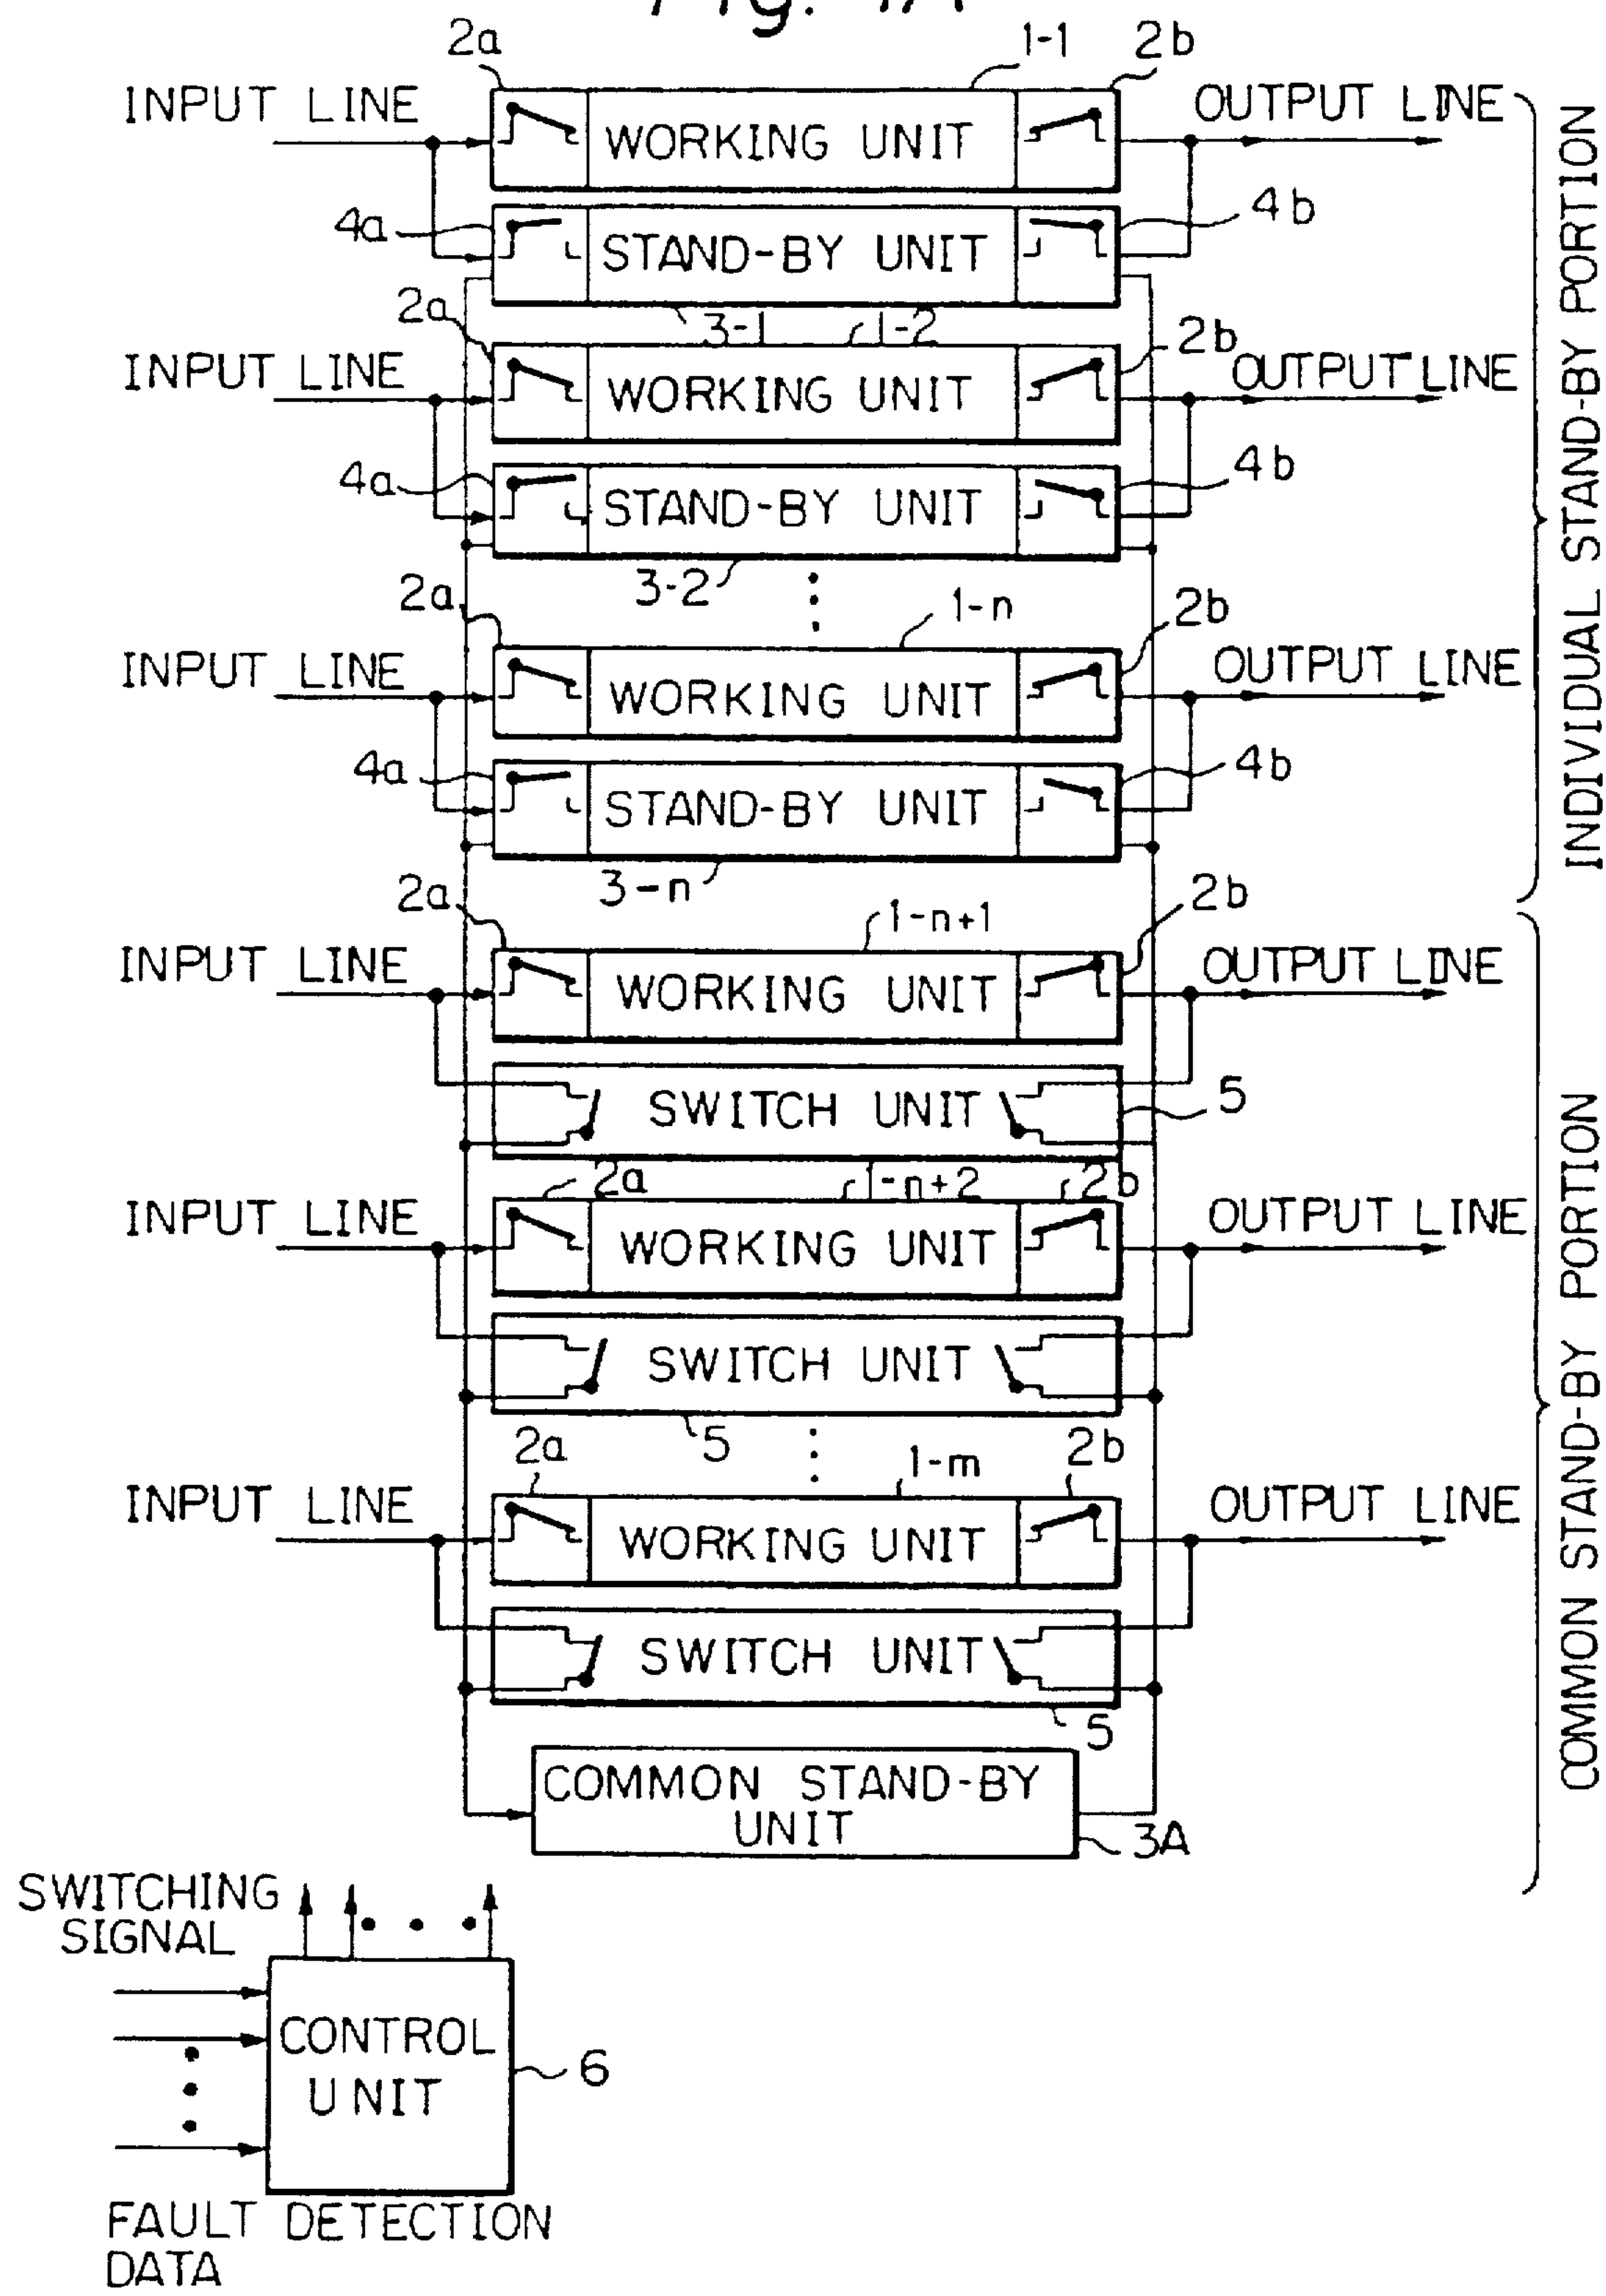 Fig. 1A
2a 1-1 2b
INPUT LINE OUTPUT LINE
WORKING UNIT
4a 4b
STAND-BY UNIT
2a 3-1 1-2 2b
INPUT LINE OUTPUT LINE
WORKING UNIT
4a 4b
STAND-BY UNIT
3-2
2a 1-n 2b
INPUT LINE OUTPUT LINE
WORKING UNIT
4a 4b
STAND-BY UNIT
3-n
INDIVIDUAL STAND-BY PORTION
2a 1-n+1 2b
INPUT LINE OUTPUT LINE
WORKING UNIT
SWITCH UNIT 5
2a 1-n+2 2b
INPUT LINE OUTPUT LINE
WORKING UNIT
SWITCH UNIT
5
2a 1-m 2b
INPUT LINE OUTPUT LINE
WORKING UNIT
SWITCH UNIT
5
COMMON STAND-BY
UNIT
3A
COMMON STAND-BY PORTION
SWITCHING
SIGNAL
CONTROL
UNIT
6
FAULT DETECTION
DATA